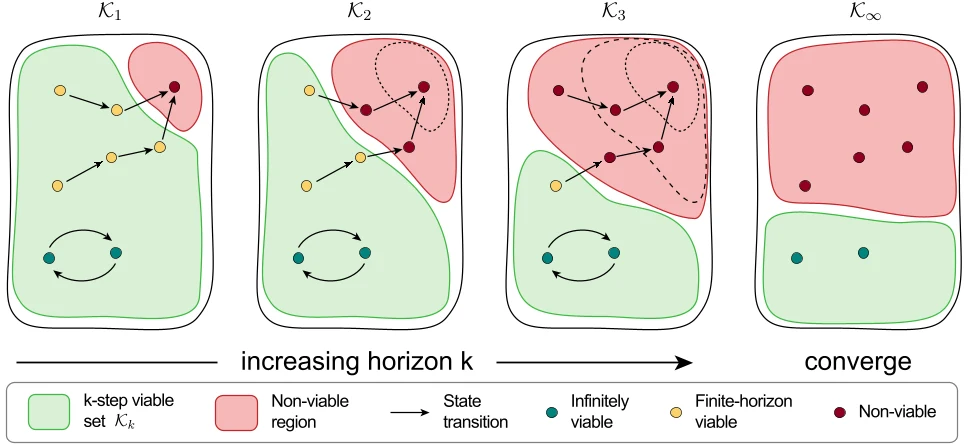 𝒦₁
𝒦₂
𝒦₃
𝒦∞
increasing horizon k
converge
k-step viable
set 𝒦ₖ
Non-viable
region
State
transition
Infinitely
viable
Finite-horizon
viable
Non-viable